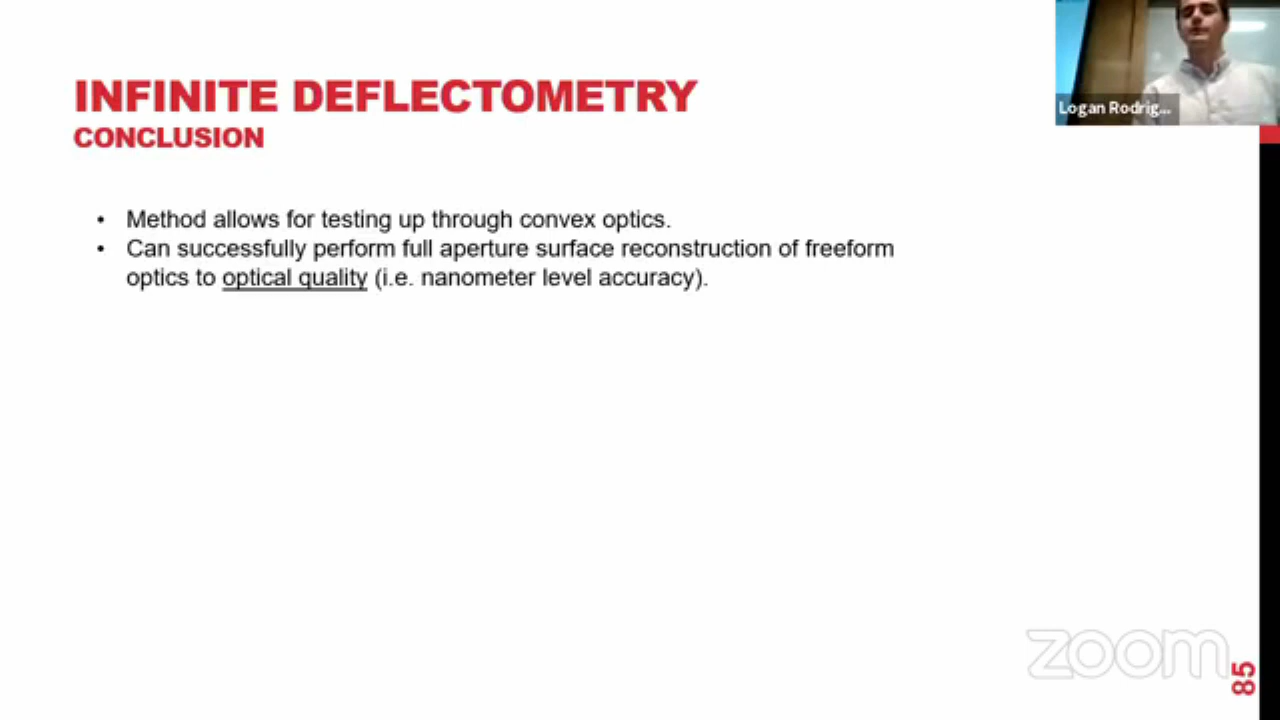 INFINITE DEFLECTOMETRY
CONCLUSION
Logan Rodrig...
• Method allows for testing up through convex optics.
• Can successfully perform full aperture surface reconstruction of freeform
optics to optical quality (i.e. nanometer level accuracy).
zoom
85